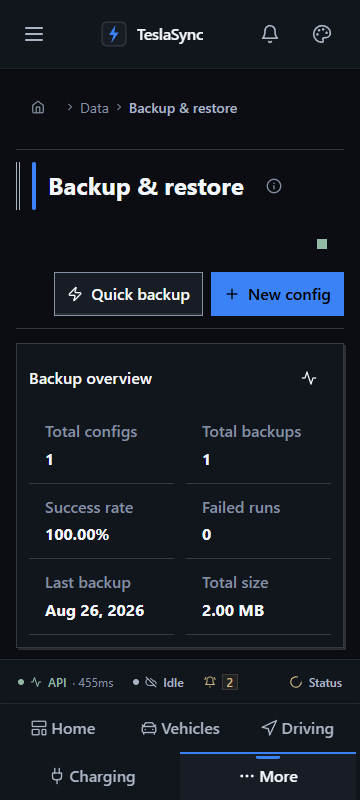 TeslaSync
Data Backup & restore
Backup & restore
Quick backup New config
Backup overview
Total configs Total backups
1 1
Success rate Failed runs
100.00% 0
Last backup Total size
Aug 26, 2026 2.00 MB
API · 455ms Idle 2 Status
Home Vehicles Driving
Charging More